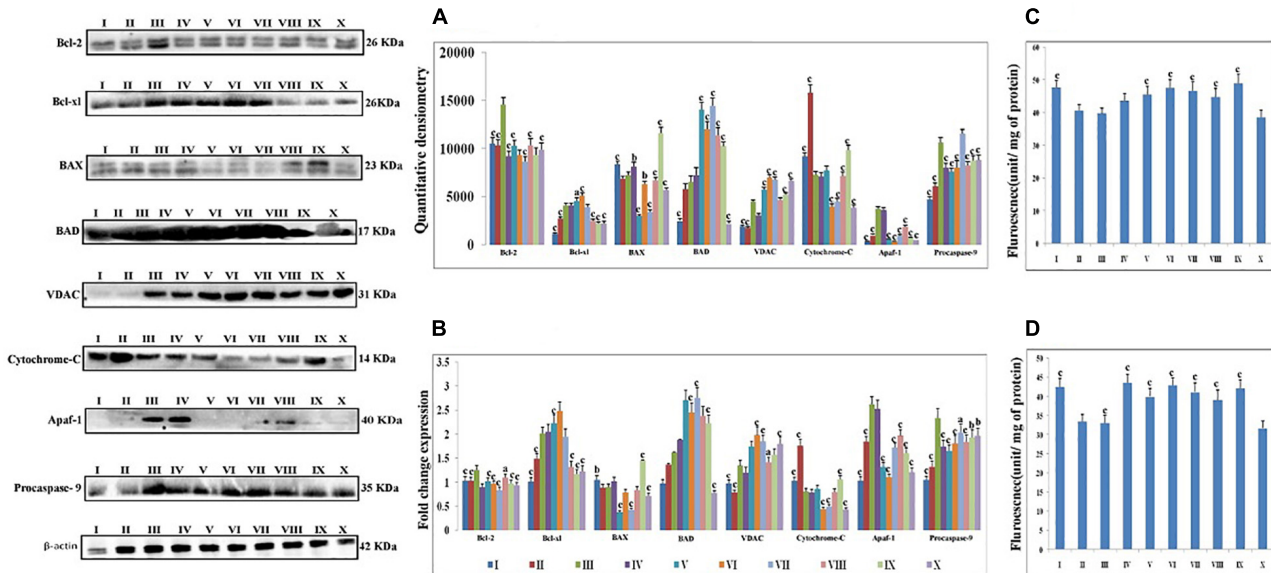 I II III IV V VI VII VIII IX X
Bcl-2 26 KDa
I II III IV V VI VII VIII IX X
Bcl-xl 26KDa
I II III IV V VI VII VIII IX X
BAX 23 KDa
I II III IV V VI VII VIII IX X
BAD 17 KDa
I II III IV V VI VII VIII IX X
VDAC 31 KDa
I II III IV V VI VII VIII IX X
Cytochrome-C 14 KDa
I II III IV V VI VII VIII IX X
Apaf-1 40 KDa
I II III IV V VI VII VIII IX X
Procaspase- 9 35 KDa
I II III IV V VI VII VIII IX X
β-actin 42 KDa
A
Quantitative densiometry
20000
15000
10000
5000
0
Bcl-2 Bcl-xl BAX BAD VDAC Cytochrome-C Apaf-1 Procaspase-9
B
Fold change expression
3.5
3
2.5
2
1.5
1
0.5
0
Bcl-2 Bcl-xl BAX BAD VDAC Cytochrome-C Apaf-1 Procaspase-9
I II III IV V VI VII VIII IX X
C
Fluroescnce(unit/ mg of protein)
60
50
40
30
20
10
0
c c c c c c
I II III IV V VI VII VIII IX X
D
Fluroescnce(unit/ mg of protein)
50
45
40
35
30
25
20
15
10
5
0
c c c c c c c c
I II III IV V VI VII VIII IX X